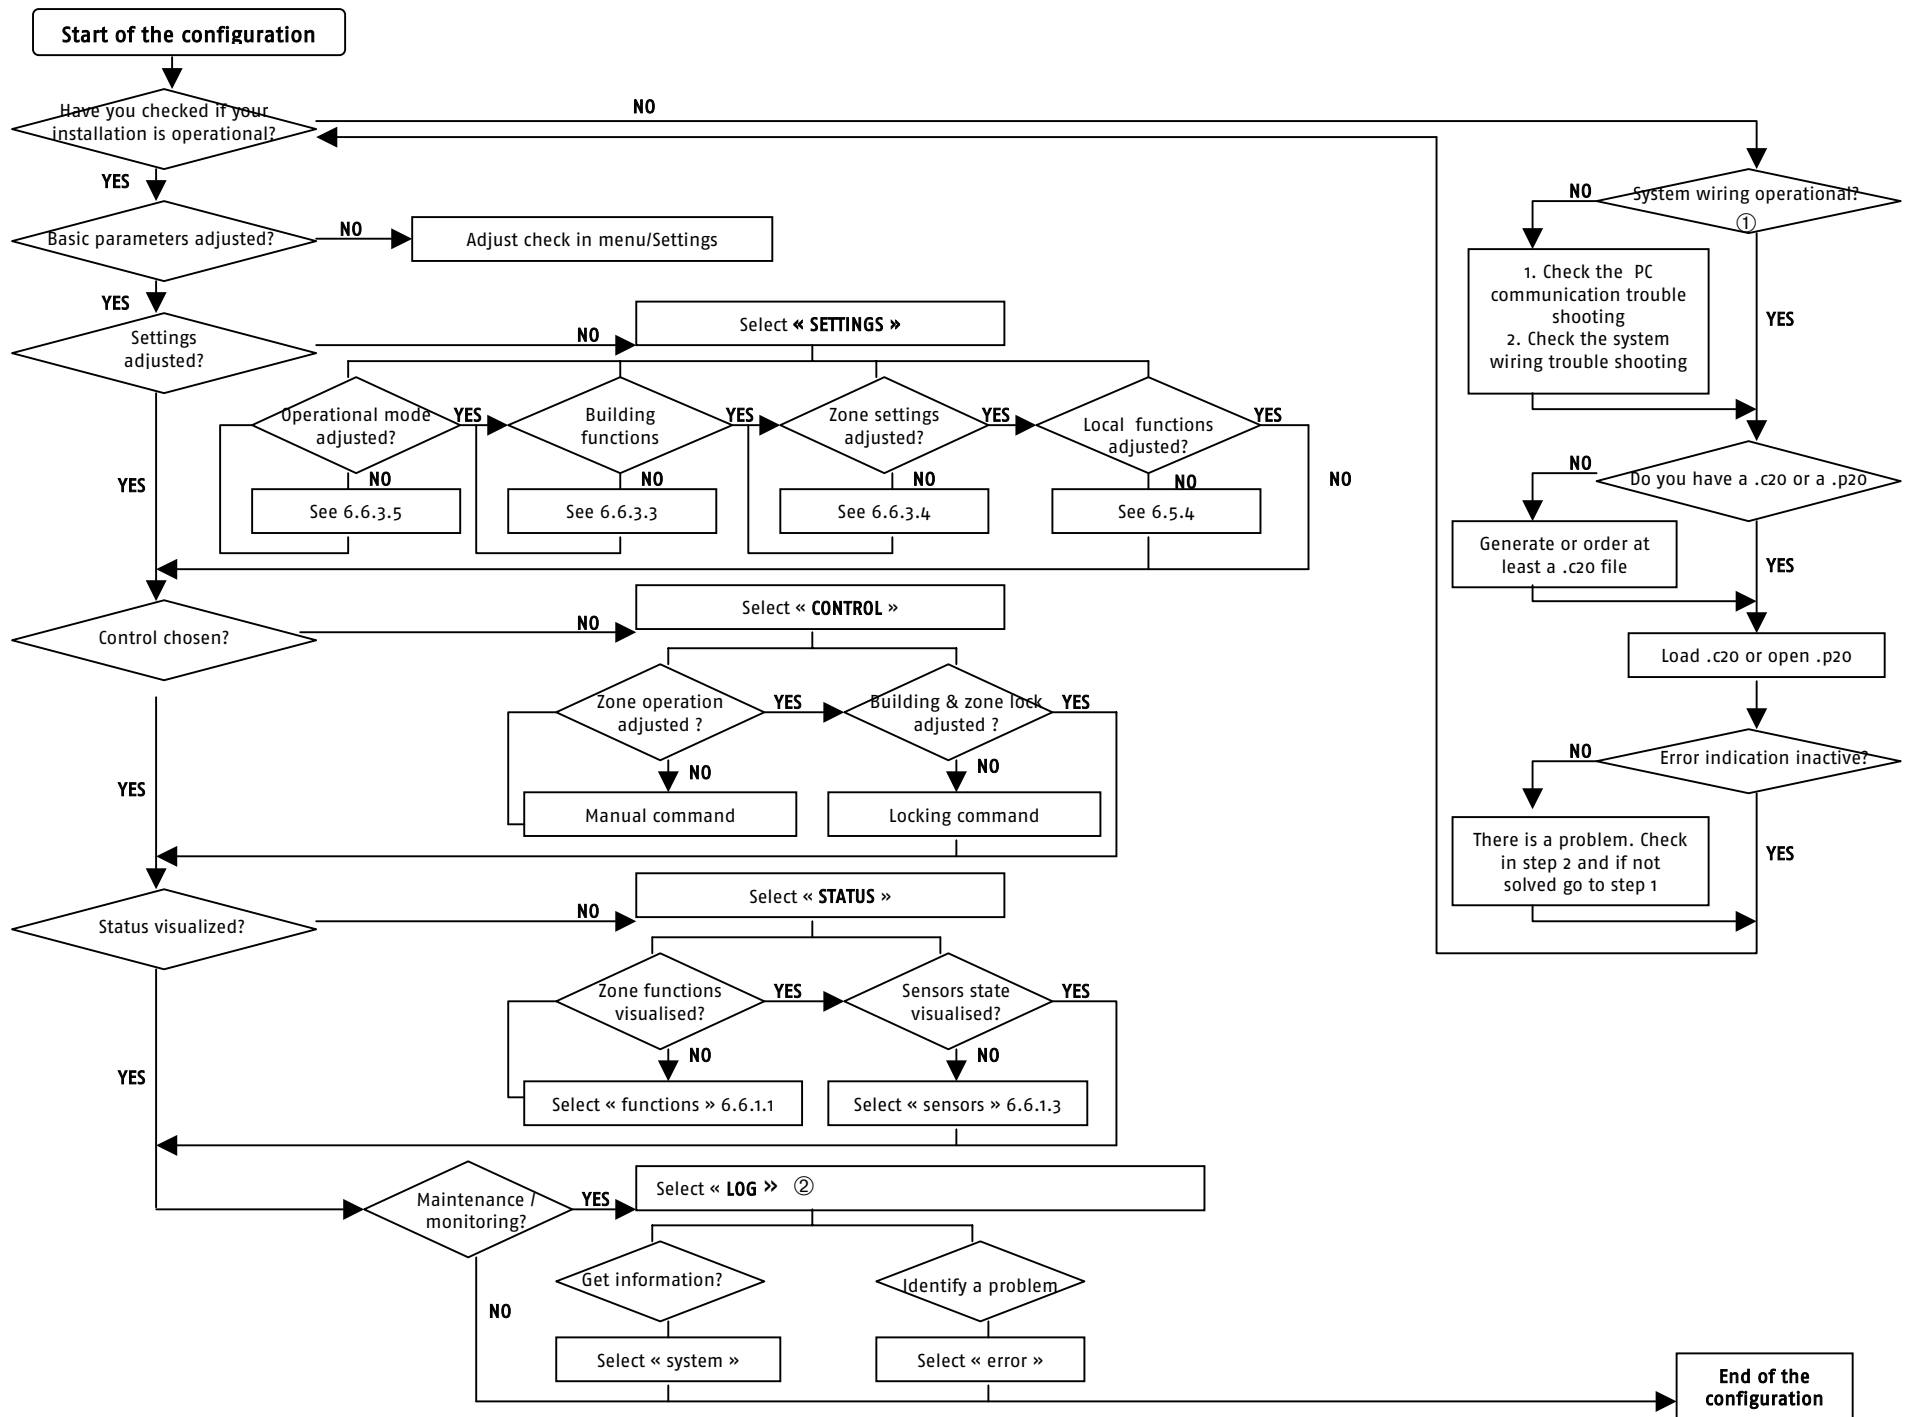 Start of the configuration
Have you checked if your
installation is operational?
NO
YES
Basic parameters adjusted?
NO
Adjust check in menu/Settings
YES
Settings
adjusted?
NO
Select « SETTINGS »
Operational mode
adjusted?
YES
Building
functions
YES
Zone settings
adjusted?
YES
Local functions
adjusted?
YES
NO
See 6.6.3.5
NO
See 6.6.3.3
NO
See 6.6.3.4
NO
See 6.5.4
NO
YES
Control chosen?
NO
Select « CONTROL »
Zone operation
adjusted ?
YES
Building & zone lock
adjusted ?
YES
NO
Manual command
NO
Locking command
YES
Status visualized?
NO
Select « STATUS »
Zone functions
visualised?
YES
Sensors state
visualised?
YES
NO
Select « functions » 6.6.1.1
NO
Select « sensors » 6.6.1.3
YES
Maintenance /
monitoring?
YES
Select « LOG » ②
Get information?
Identify a problem
NO
Select « system »
Select « error »
End of the
configuration
System wiring operational?
①
NO
1. Check the PC
communication trouble
shooting
2. Check the system
wiring trouble shooting
YES
Do you have a .c20 or a .p20
NO
Generate or order at
least a .c20 file
YES
Load .c20 or open .p20
Error indication inactive?
NO
There is a problem. Check
in step 2 and if not
solved go to step 1
YES